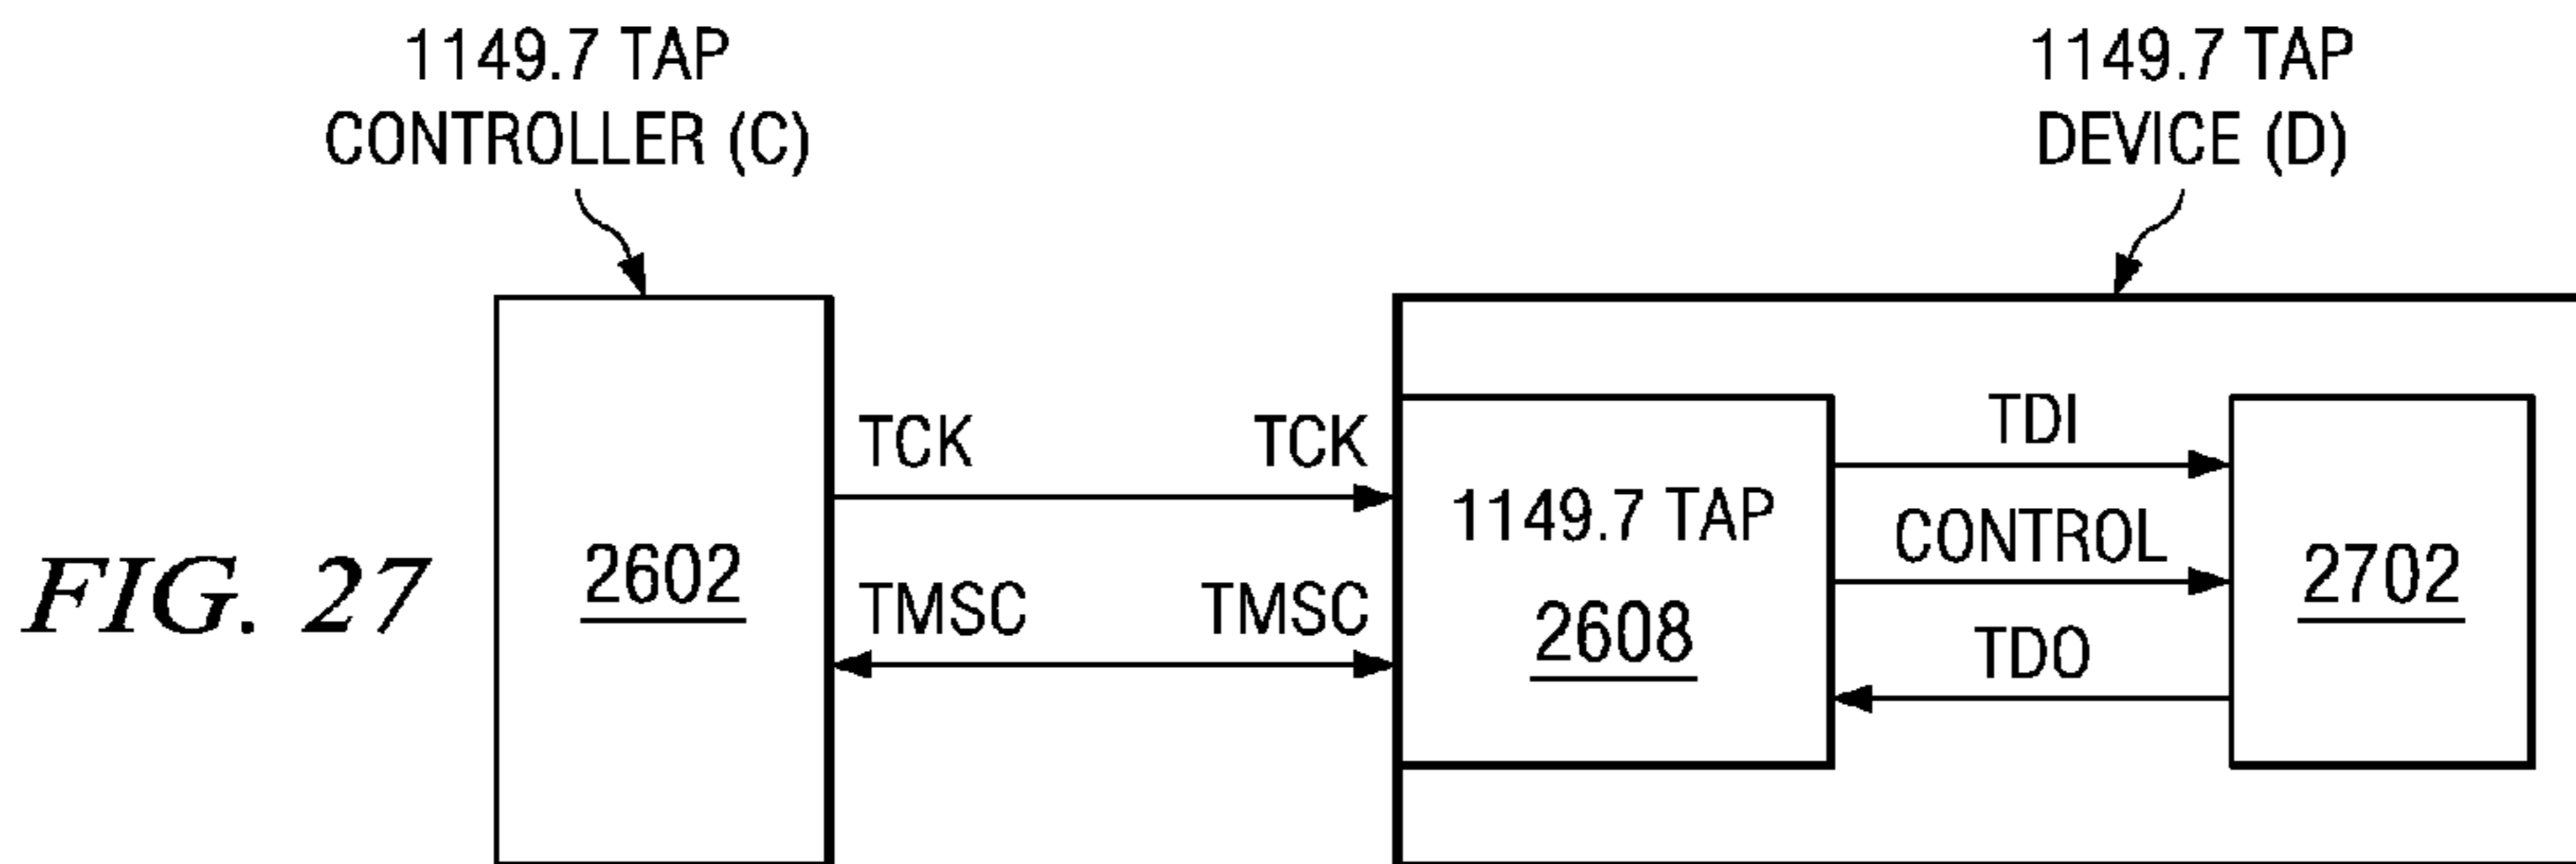 1149.7 TAP
CONTROLLER (C)
1149.7 TAP
DEVICE (D)
TCK
TCK
TDI
1149.7 TAP
CONTROL
FIG. 27
2602
2702
TMSC
TMSC
2608
TDO